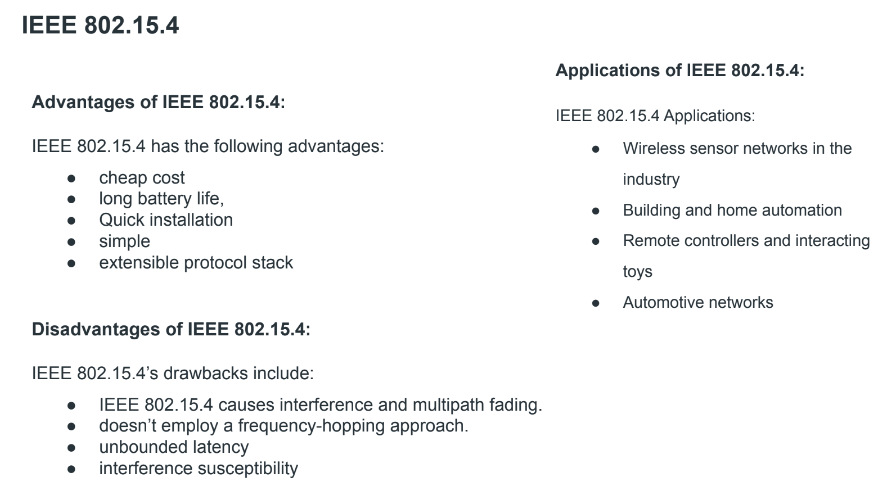 IEEE 802.15.4
Advantages of IEEE 802.15.4:
IEEE 802.15.4 has the following advantages:
● cheap cost
● long battery life,
● Quick installation
● simple
● extensible protocol stack
Disadvantages of IEEE 802.15.4:
IEEE 802.15.4’s drawbacks include:
● IEEE 802.15.4 causes interference and multipath fading.
● doesn’t employ a frequency-hopping approach.
● unbounded latency
● interference susceptibility
Applications of IEEE 802.15.4:
IEEE 802.15.4 Applications:
● Wireless sensor networks in the
industry
● Building and home automation
● Remote controllers and interacting
toys
● Automotive networks